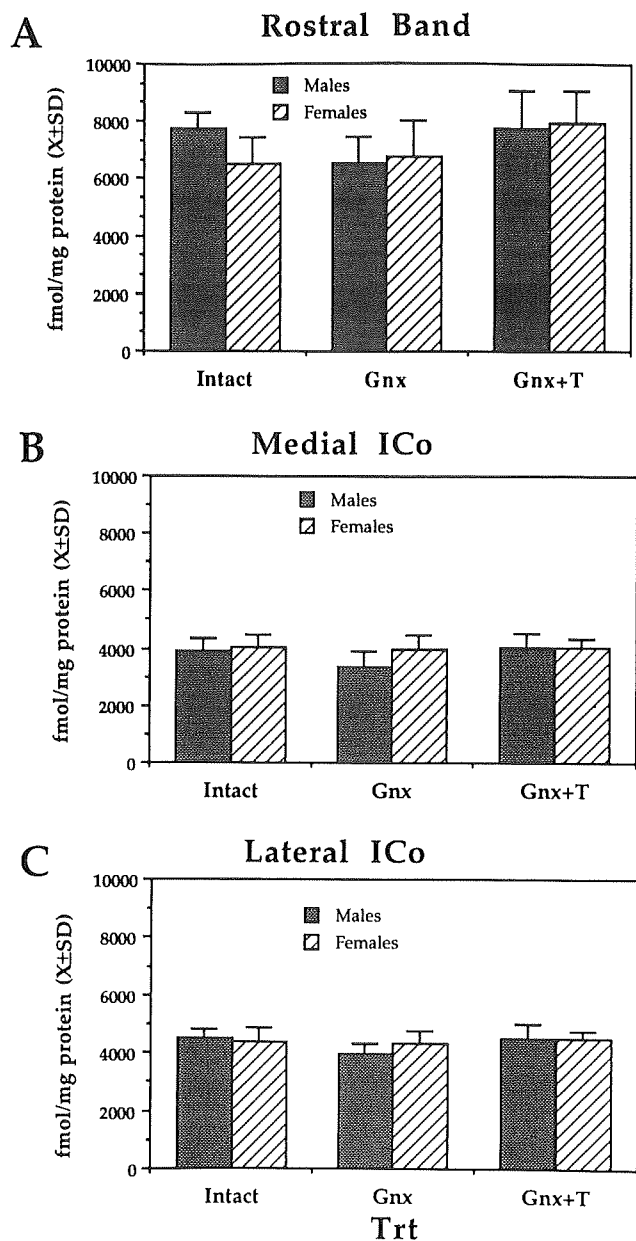 A
Rostral Band
fmol/mg protein (X±SD)
10000
8000
6000
4000
2000
0
Males
Females
Intact Gnx Gnx+T
B
Medial ICo
fmol/mg protein (X±SD)
10000
8000
6000
4000
2000
0
Males
Females
Intact Gnx Gnx+T
C
Lateral ICo
fmol/mg protein (X±SD)
10000
8000
6000
4000
2000
0
Males
Females
Intact Gnx Gnx+T
Trt